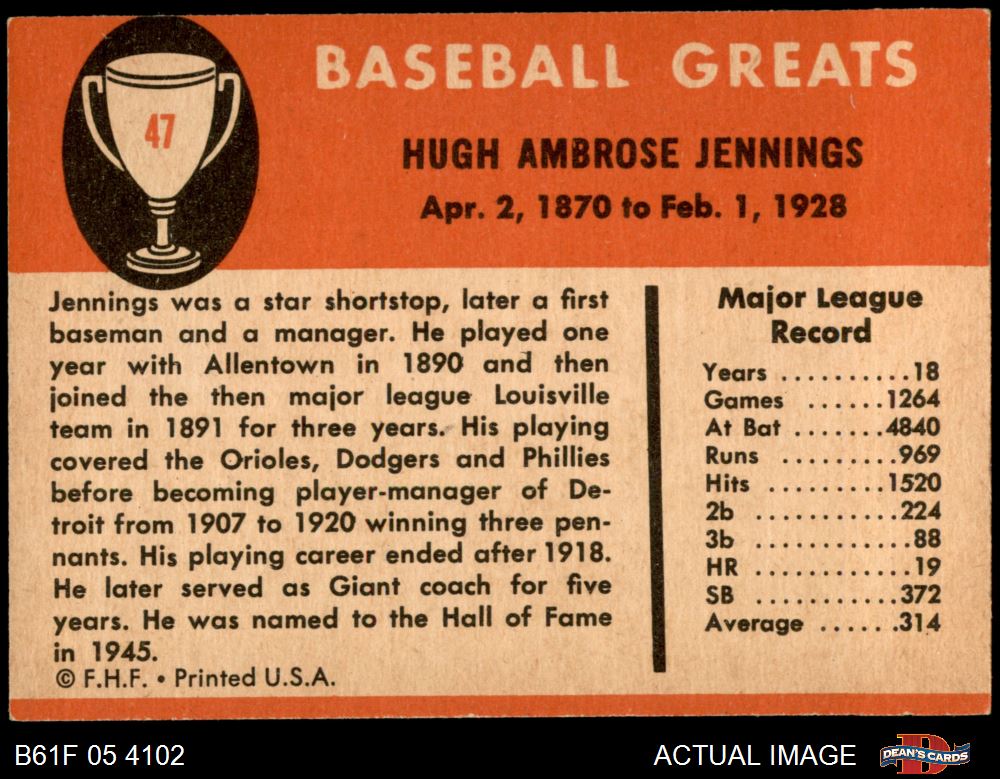 47
BASEBALL GREATS
HUGH AMBROSE JENNINGS
Apr. 2, 1870 to Feb. 1, 1928
Jennings was a star shortstop, later a first
baseman and a manager. He played one
year with Allentown in 1890 and then
joined the then major league Louisville
team in 1891 for three years. His playing
covered the Orioles, Dodgers and Phillies
before becoming player-manager of De-
troit from 1907 to 1920 winning three pen-
nants. His playing career ended after 1918.
He later served as Giant coach for five
years. He was named to the Hall of Fame
in 1945.
© F.H.F. • Printed U.S.A.
Major League
Record
Years ..........18
Games ......1264
At Bat .......4840
Runs .........969
Hits ..........1520
2b ...........224
3b ............88
HR ............19
SB ...........372
Average ......314
B61F 05 4102
ACTUAL IMAGE
D
DEAN'S CARDS